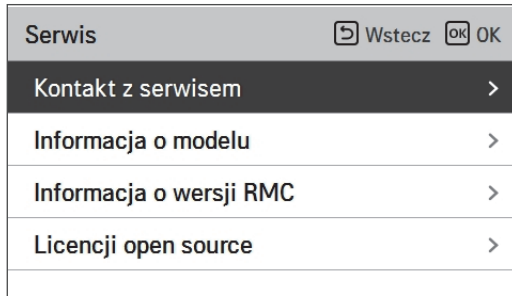 Serwis Wstecz OK OK
Kontakt z serwisem >
Informacja o modelu >
Informacja o wersji RMC >
Licencji open source >